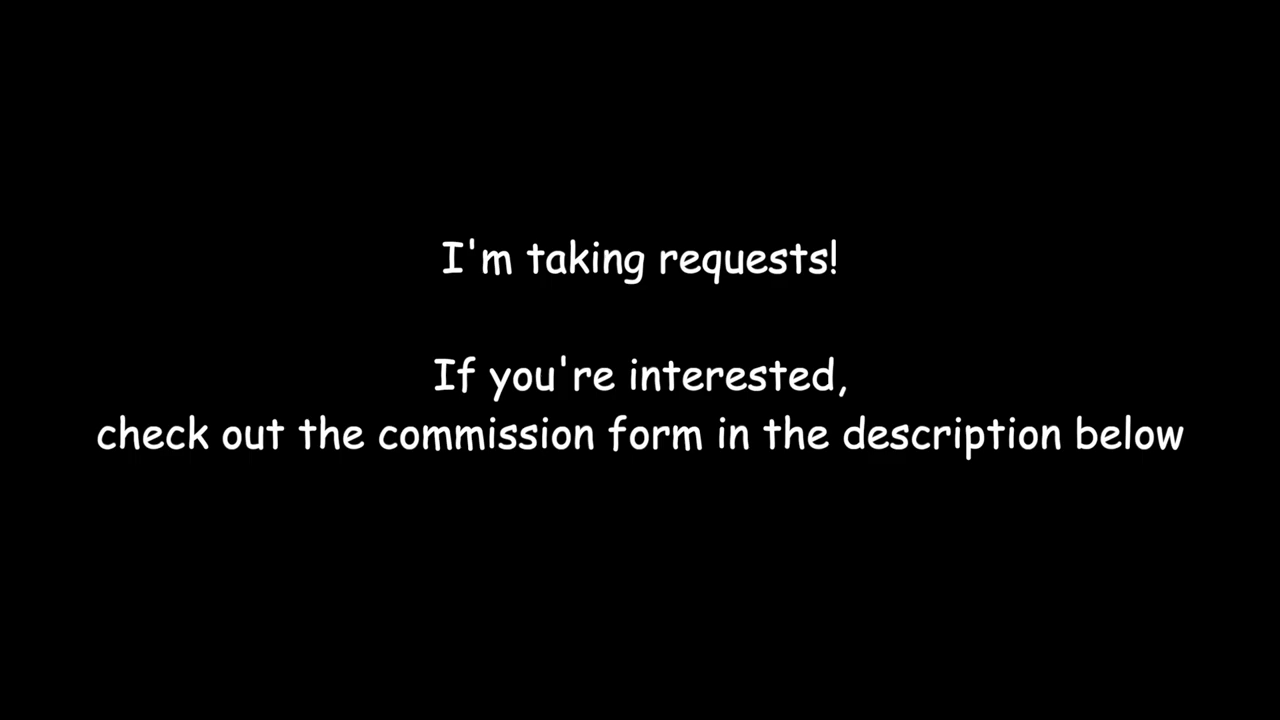 I'm taking requests!
If you're interested,
check out the commission form in the description below